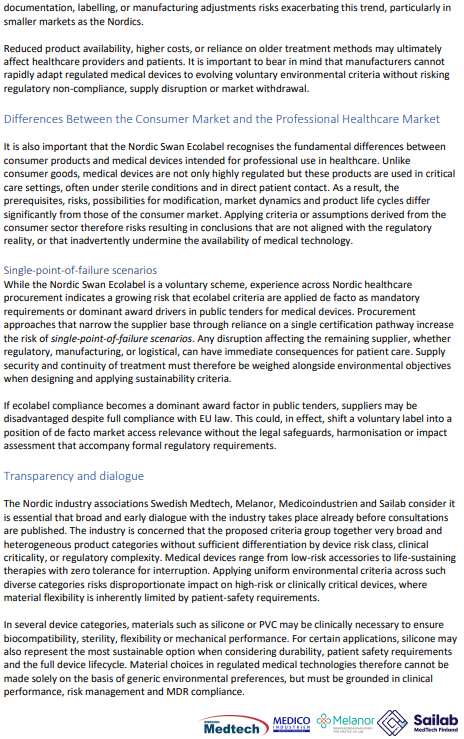 documentation, labelling, or manufacturing adjustments risks exacerbating this trend, particularly in
smaller markets as the Nordics.
Reduced product availability, higher costs, or reliance on older treatment methods may ultimately
affect healthcare providers and patients. It is important to bear in mind that manufacturers cannot
rapidly adapt regulated medical devices to evolving voluntary environmental criteria without risking
regulatory non-compliance, supply disruption or market withdrawal.
Differences Between the Consumer Market and the Professional Healthcare Market
It is also important that the Nordic Swan Ecolabel recognises the fundamental differences between
consumer products and medical devices intended for professional use in healthcare. Unlike
consumer goods, medical devices are not only highly regulated but these products are used in critical
care settings, often under sterile conditions and in direct patient contact. As a result, the
prerequisites, risks, possibilities for modification, market dynamics and product life cycles differ
significantly from those of the consumer market. Applying criteria or assumptions derived from the
consumer sector therefore risks resulting in conclusions that are not aligned with the regulatory
reality, or that inadvertently undermine the availability of medical technology.
Single-point-of-failure scenarios
While the Nordic Swan Ecolabel is a voluntary scheme, experience across Nordic healthcare
procurement indicates a growing risk that ecolabel criteria are applied de facto as mandatory
requirements or dominant award drivers in public tenders for medical devices. Procurement
approaches that narrow the supplier base through reliance on a single certification pathway increase
the risk of single-point-of-failure scenarios. Any disruption affecting the remaining supplier, whether
regulatory, manufacturing, or logistical, can have immediate consequences for patient care. Supply
security and continuity of treatment must therefore be weighed alongside environmental objectives
when designing and applying sustainability criteria.
If ecolabel compliance becomes a dominant award factor in public tenders, suppliers may be
disadvantaged despite full compliance with EU law. This could, in effect, shift a voluntary label into a
position of de facto market access relevance without the legal safeguards, harmonisation or impact
assessment that accompany formal regulatory requirements.
Transparency and dialogue
The Nordic industry associations Swedish Medtech, Melanor, Medicoindustrien and Sailab consider it
is essential that broad and early dialogue with the industry takes place already before consultations
are published. The industry is concerned that the proposed criteria group together very broad and
heterogeneous product categories without sufficient differentiation by device risk class, clinical
criticality, or regulatory complexity. Medical devices range from low-risk accessories to life-sustaining
therapies with zero tolerance for interruption. Applying uniform environmental criteria across such
diverse categories risks disproportionate impact on high-risk or clinically critical devices, where
material flexibility is inherently limited by patient-safety requirements.
In several device categories, materials such as silicone or PVC may be clinically necessary to ensure
biocompatibility, sterility, flexibility or mechanical performance. For certain applications, silicone may
also represent the most sustainable option when considering durability, patient safety requirements
and the full device lifecycle. Material choices in regulated medical technologies therefore cannot be
made solely on the basis of generic environmental preferences, but must be grounded in clinical
performance, risk management and MDR compliance.
Medtech MEDICO INDUSTRIEN Melanor Sailab
MedTech Finland